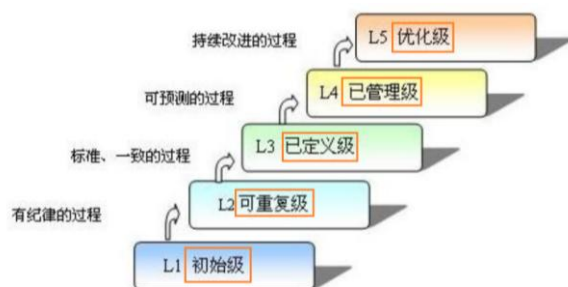 持续改进的过程
L5 优化级
可预测的过程
L4 已管理级
标准、一致的过程
L3 已定义级
有纪律的过程
L2 可重复级
L1 初始级